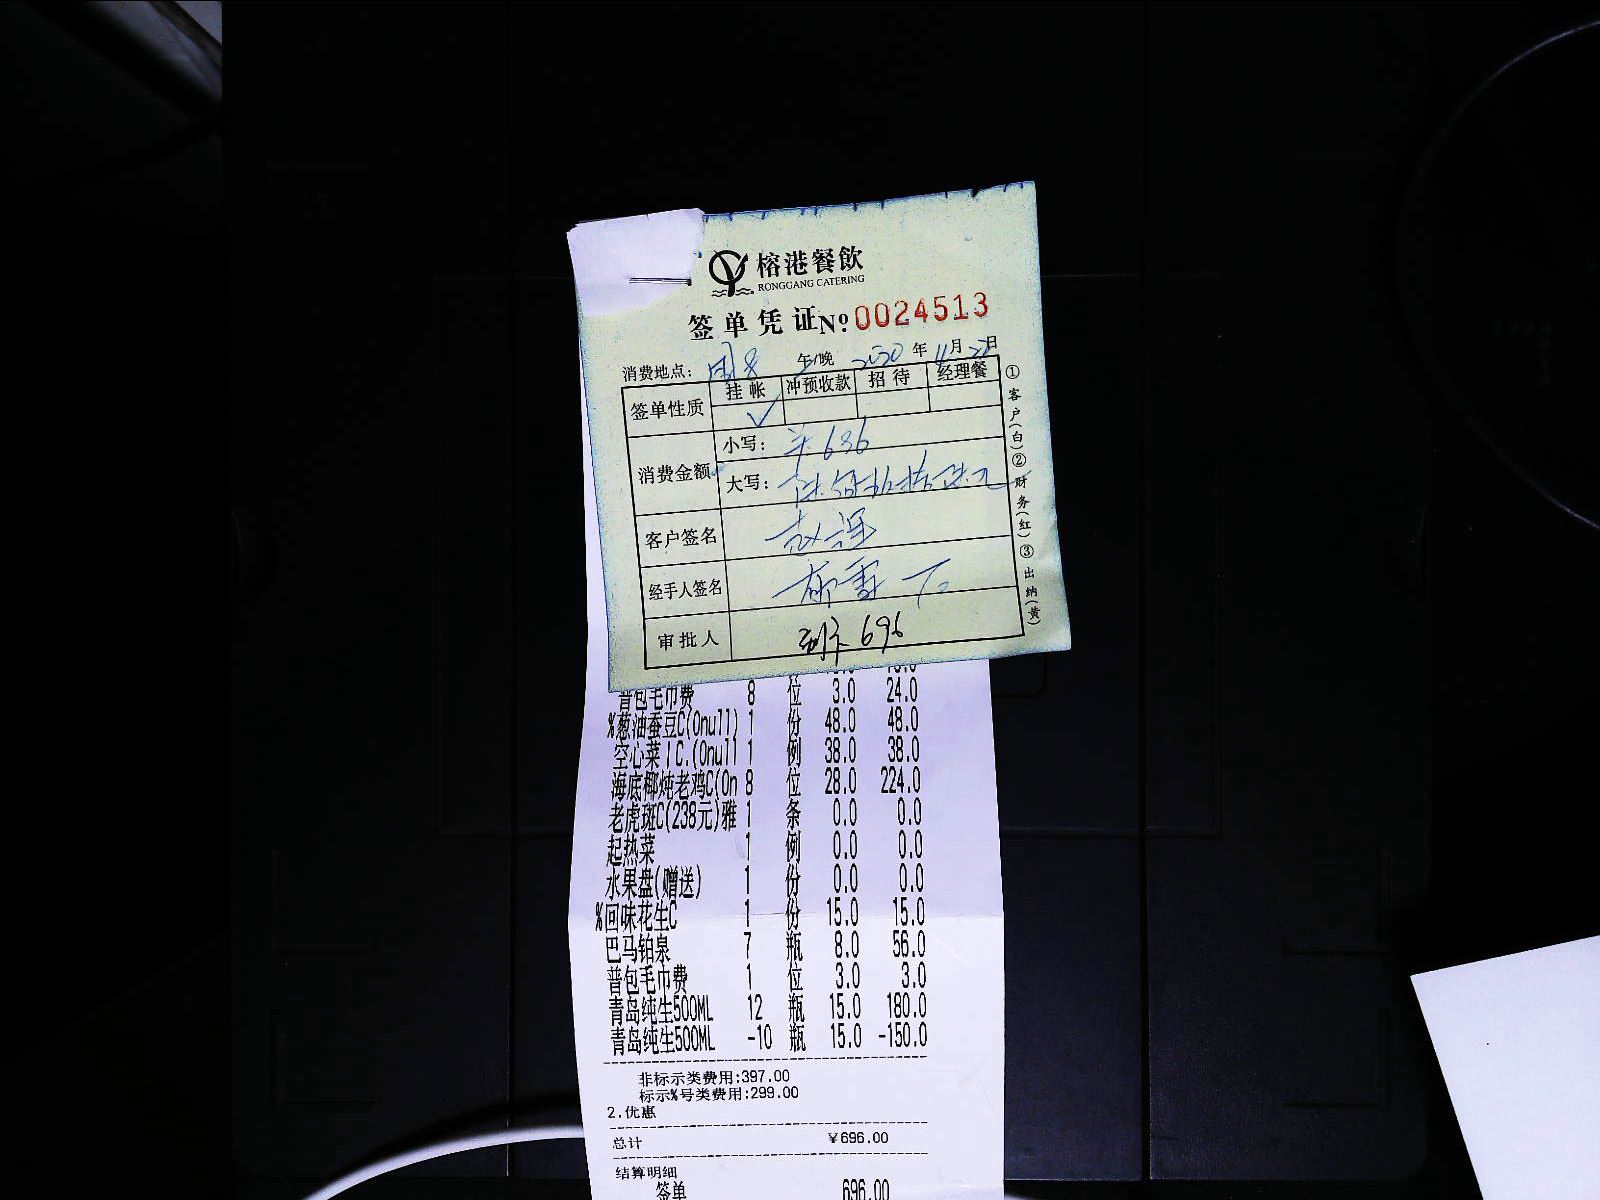 榕港餐飲
RONGGANG CATERING
签单凭证 № 0024513
消费地点: 午/晚 2020 年 11 月 22 日
签单性质 挂帐 冲预收款 招待 经理餐
✓
消费金额 小写: 696
大写:
客户签名
经手人签名
审批人 696
①客户(白)②财务(红)③出纳(黄)
普包毛巾费 8 位 3.0 24.0
%葱油蚕豆C(Onull) 1 份 48.0 48.0
空心菜IC.(Onull 1 例 38.0 38.0
海底椰炖老鸡C(On 8 位 28.0 224.0
老虎斑C(238元)雅 1 条 0.0 0.0
起热菜 1 例 0.0 0.0
水果盘(赠送) 1 份 0.0 0.0
%回味花生C 1 份 15.0 15.0
巴马铂泉 7 瓶 8.0 56.0
普包毛巾费 1 位 3.0 3.0
青岛纯生500ML 12 瓶 15.0 180.0
青岛纯生500ML -10 瓶 15.0 -150.0
非标示类费用:397.00
标示%号类费用:299.00
2.优惠
总计 ¥696.00
结算明细
签单 696.00